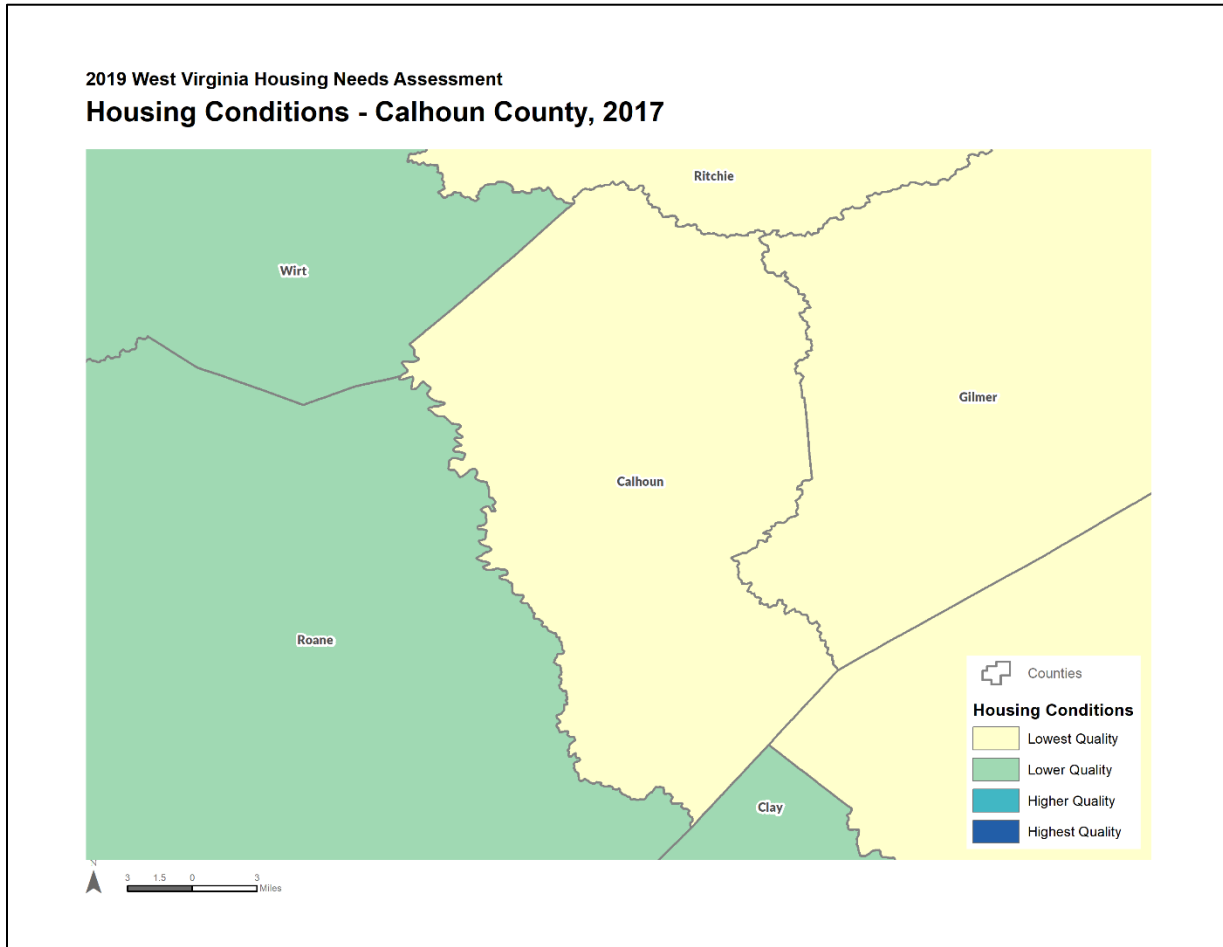 2019 West Virginia Housing Needs Assessment
Housing Conditions - Calhoun County, 2017
Ritchie
Wirt
Gilmer
Calhoun
Roane
Clay
Counties
Housing Conditions
Lowest Quality
Lower Quality
Higher Quality
Highest Quality
3 1.5 0 3
Miles